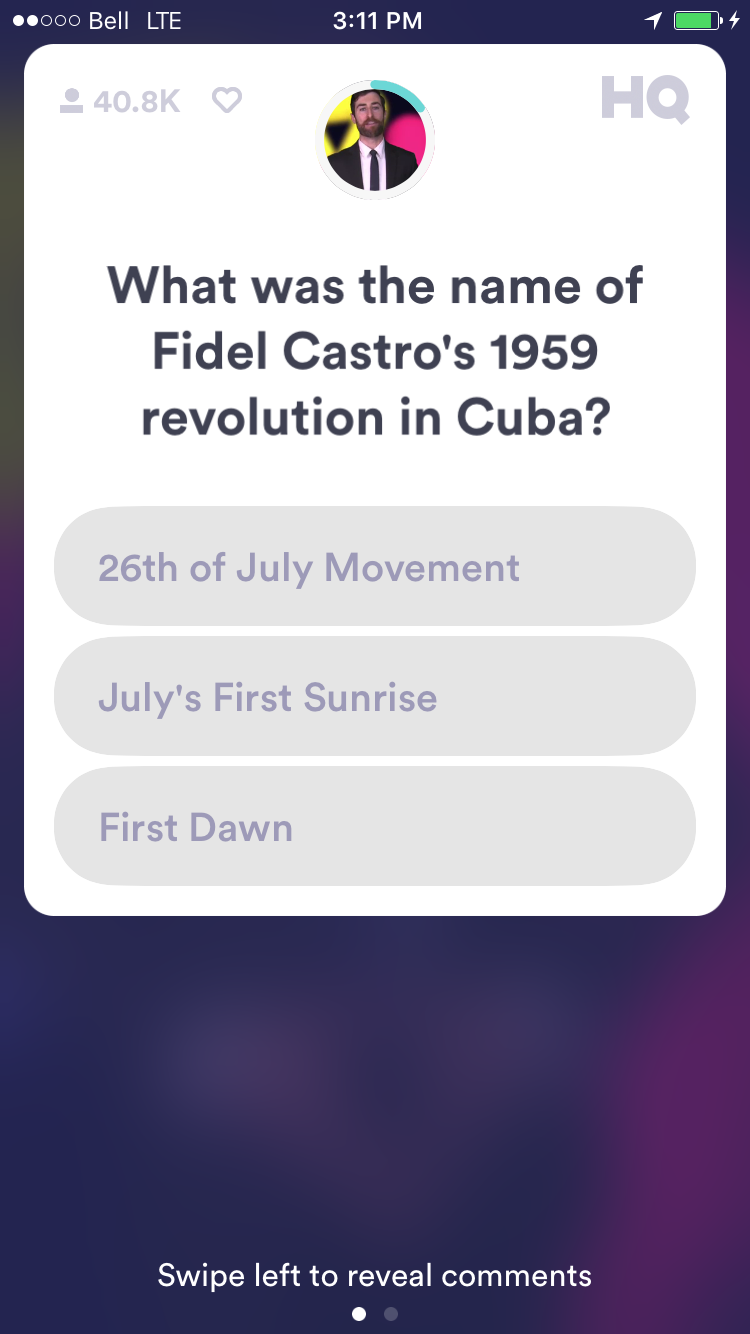 Bell LTE 3:11 PM
40.8K HQ
What was the name of
Fidel Castro's 1959
revolution in Cuba?
26th of July Movement
July's First Sunrise
First Dawn
Swipe left to reveal comments